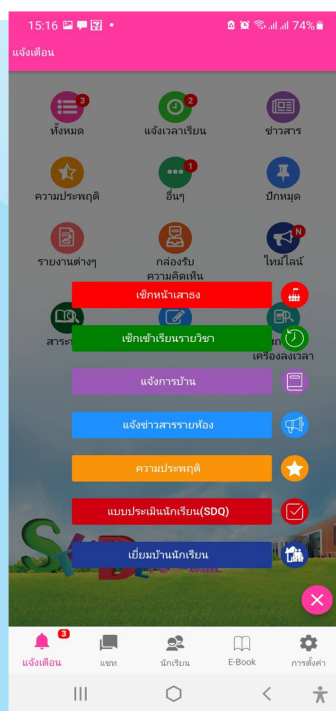 15:16
74%
แจ้งเตือน
3
2
ทั้งหมด
แจ้งเวลาเรียน
ข่าวสาร
1
ความประพฤติ
อื่นๆ
ปักหมุด
N
รายงานต่างๆ
กล่องรับ
ความคิดเห็น
ไทม์ไลน์
เช็กหน้าเสาธง
เช็กเข้าเรียนรายวิชา
เครื่องลงเวลา
แจ้งการบ้าน
แจ้งข่าวสารรายห้อง
ความประพฤติ
แบบประเมินนักเรียน(SDQ)
เยี่ยมบ้านนักเรียน
3
แจ้งเตือน
แชท
นักเรียน
E-Book
การตั้งค่า